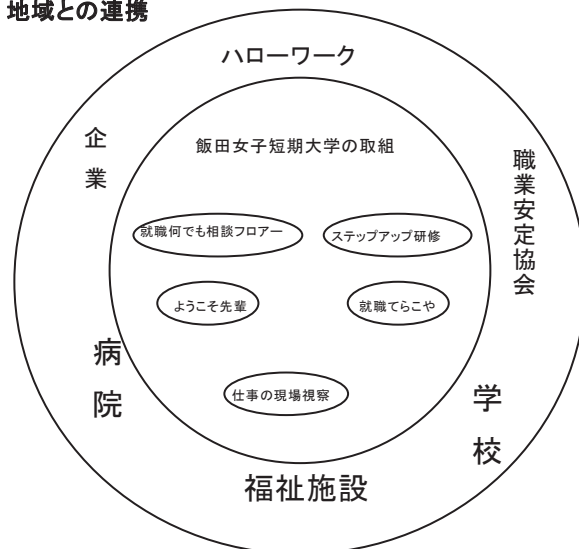 地域との連携
ハローワーク
企業
職業安定協会
飯田女子短期大学の取組
就職何でも相談フロアー
ステップアップ研修
ようこそ先輩
就職てらこや
仕事の現場視察
病院
学校
福祉施設